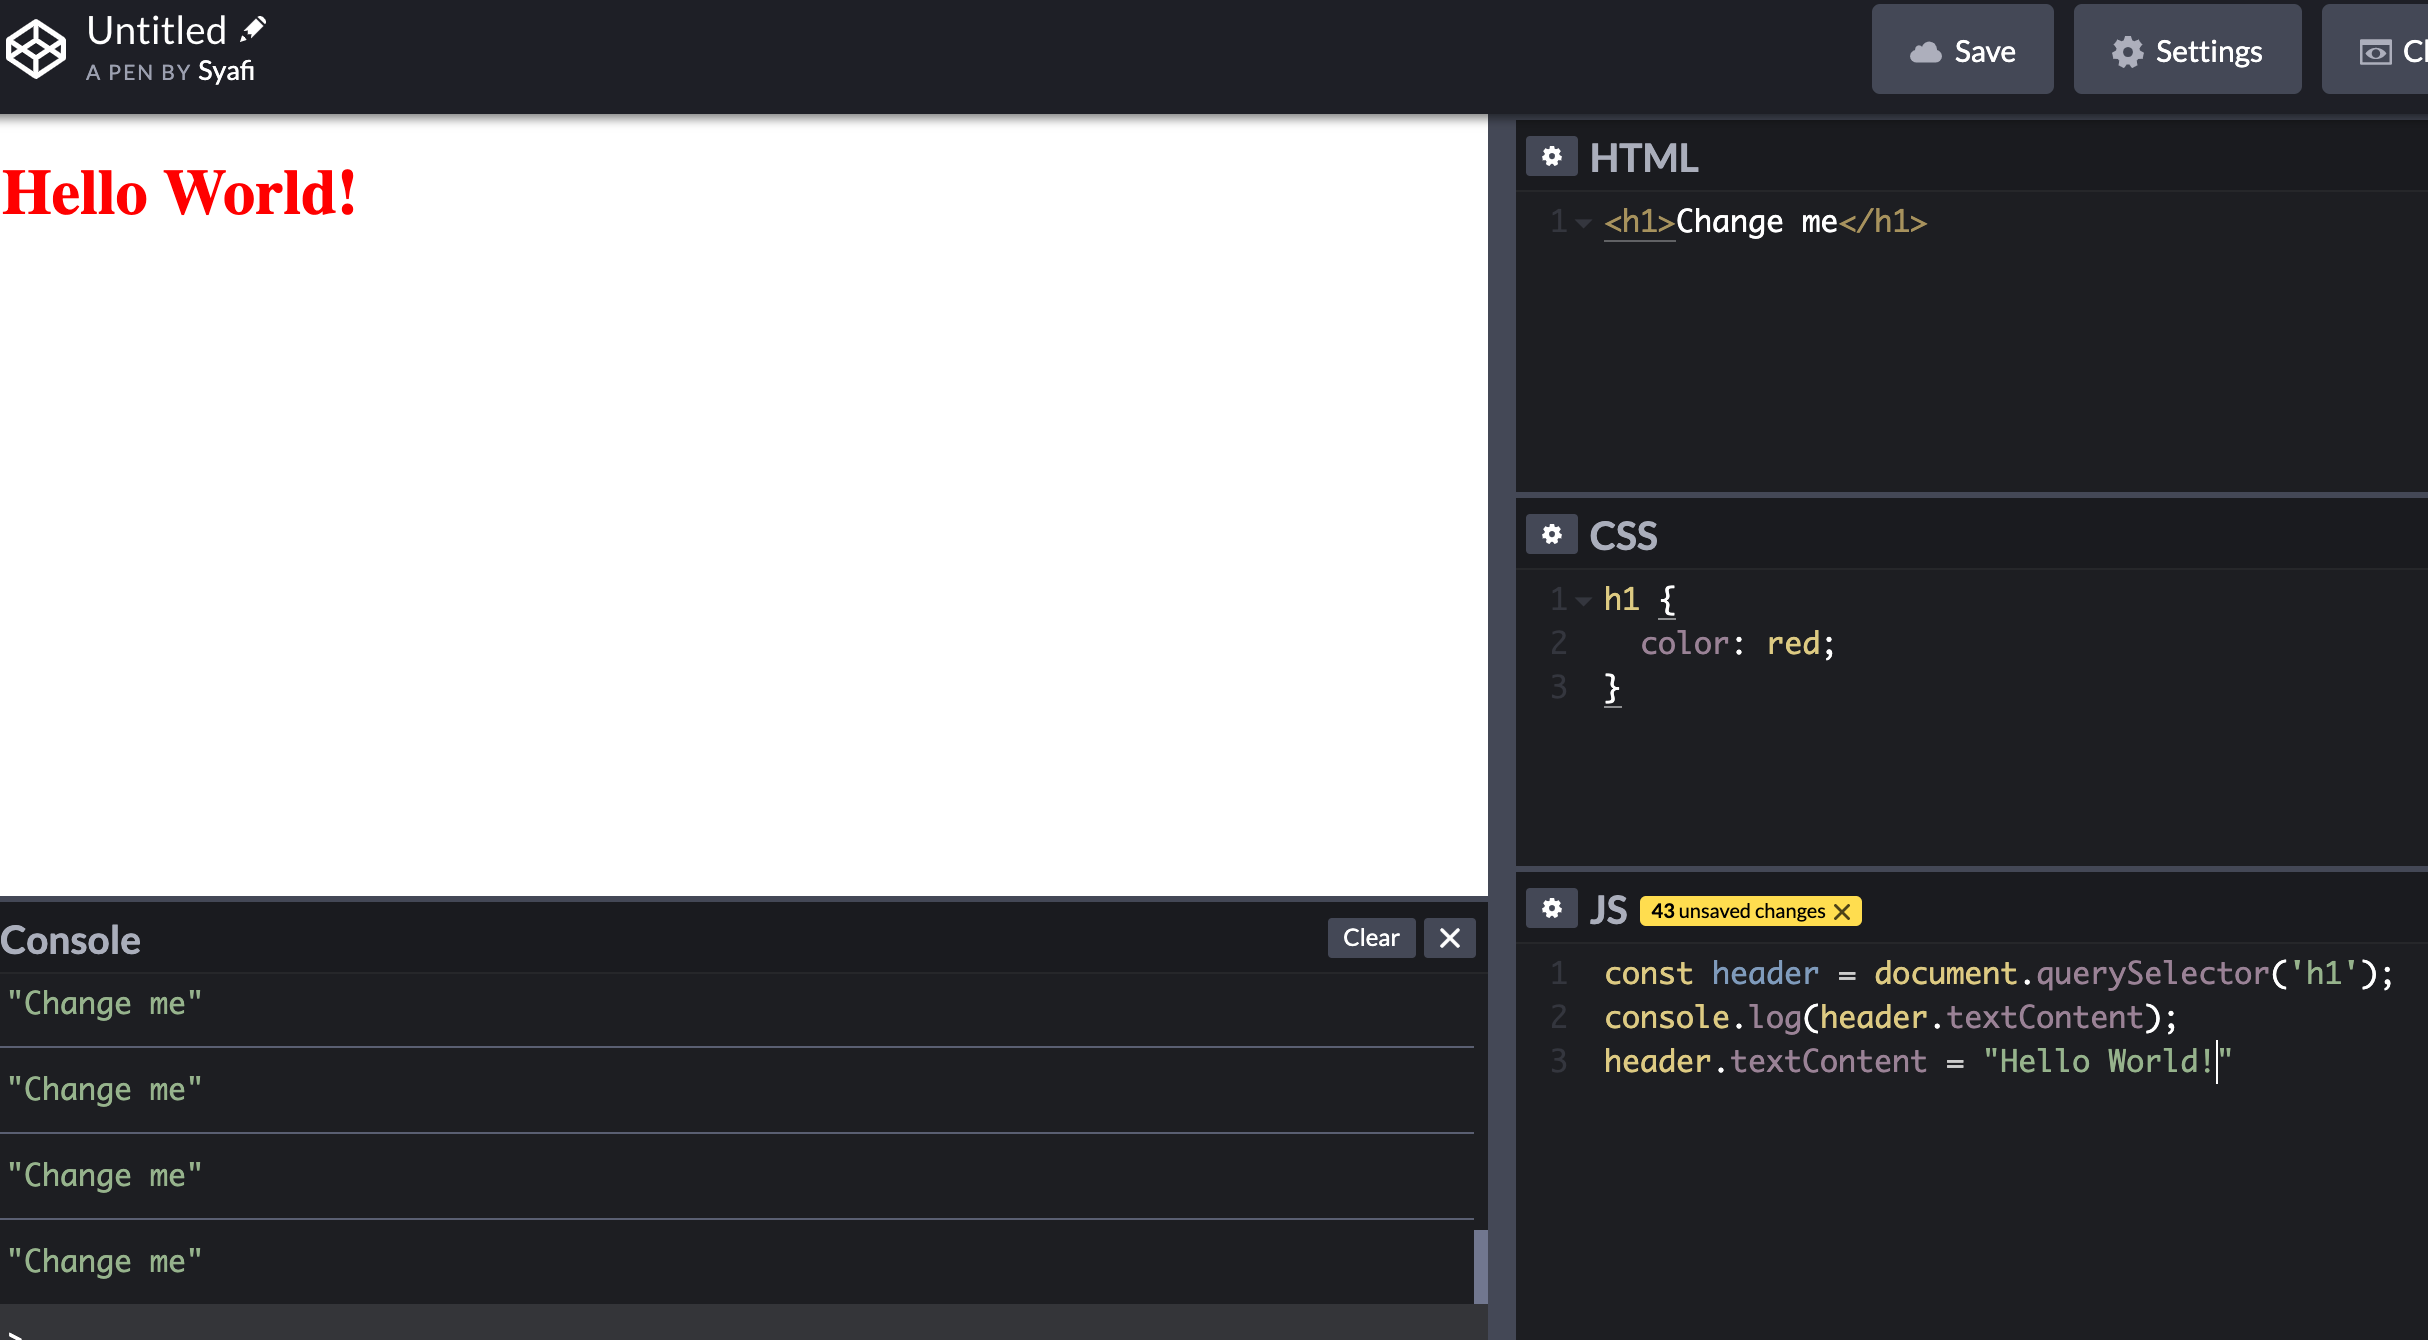 Untitled
A PEN BY Syafi
Save
Settings
Hello World!
HTML
1 <h1>Change me</h1>
CSS
1 h1 {
2 color: red;
3 }
JS 43 unsaved changes
1 const header = document.querySelector('h1');
2 console.log(header.textContent);
3 header.textContent = "Hello World!"
Console
Clear
"Change me"
"Change me"
"Change me"
"Change me"
>